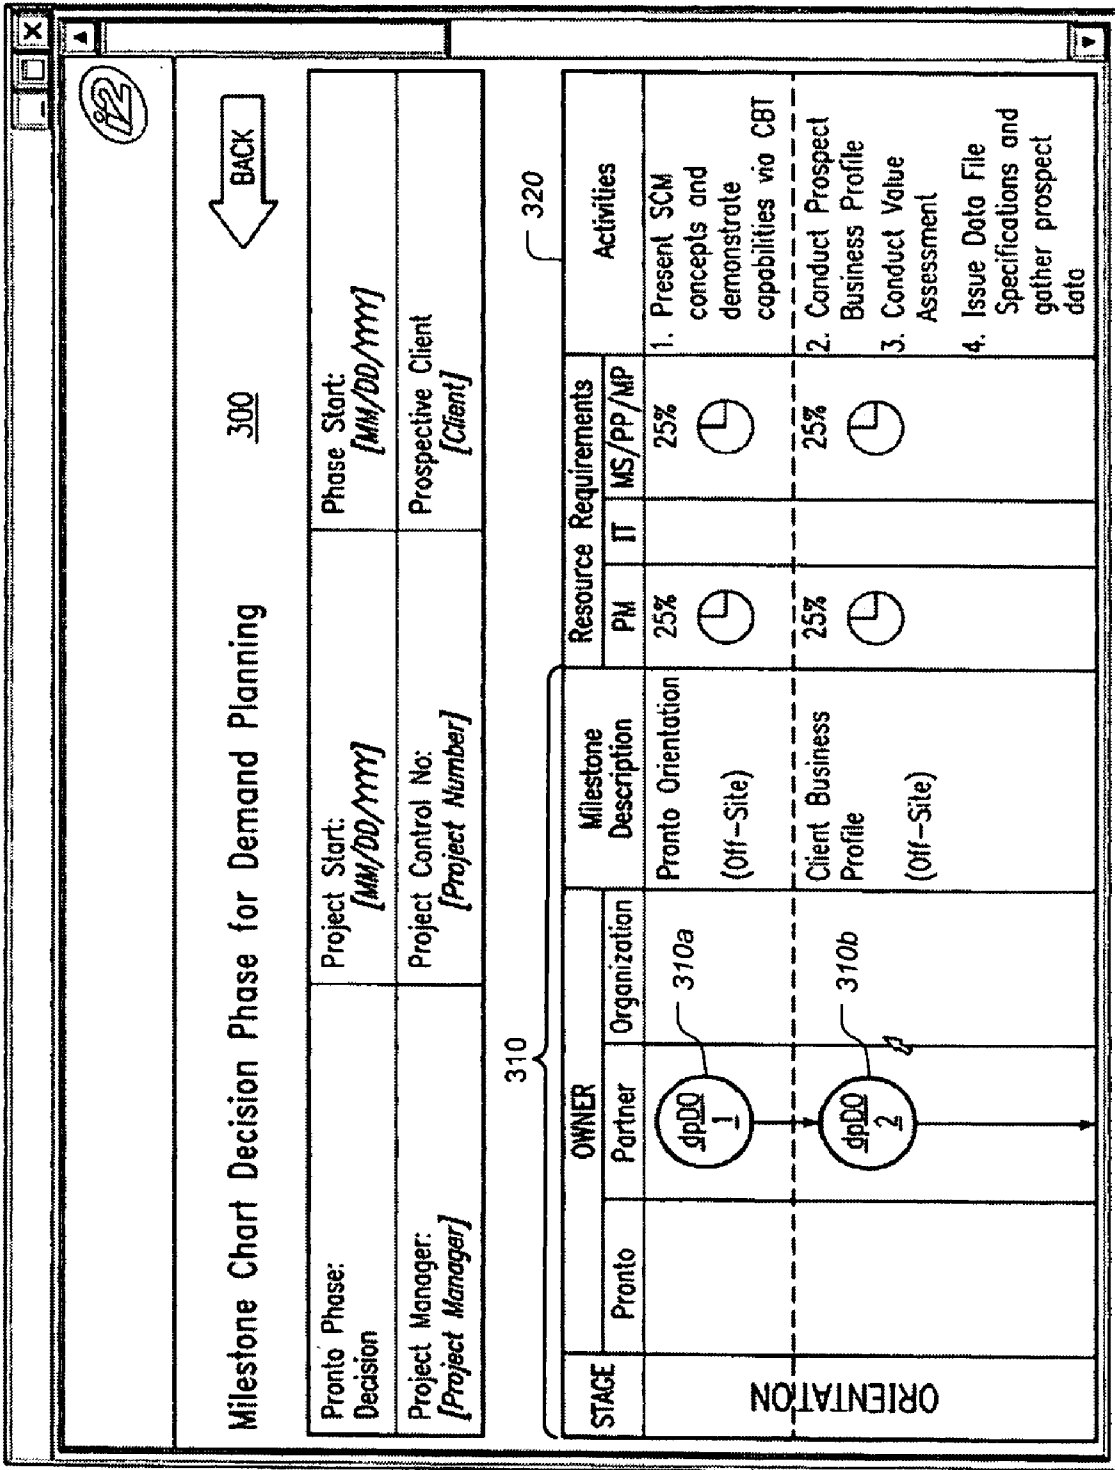 i2
Milestone Chart Decision Phase for Demand Planning
300
BACK
Pronto Phase:
Decision
Project Start:
[MM/DD/YYYY]
Phase Start:
[MM/DD/YYYY]
Project Manager:
[Project Manager]
Project Control No:
[Project Number]
Prospective Client
[Client]
310
320
STAGE
OWNER
Milestone
Description
Resource Requirements
Activities
Pronto
Partner
Organization
PM
IT
MS/PP/MP
ORIENTATION
dpDO
1
310a
Pronto Orientation
(Off-Site)
25%
25%
1. Present SCM
concepts and
demonstrate
capabilities via CBT
dpDO
2
310b
Client Business
Profile
(Off-Site)
25%
25%
2. Conduct Prospect
Business Profile
3. Conduct Value
Assessment
4. Issue Data File
Specifications and
gather prospect
data